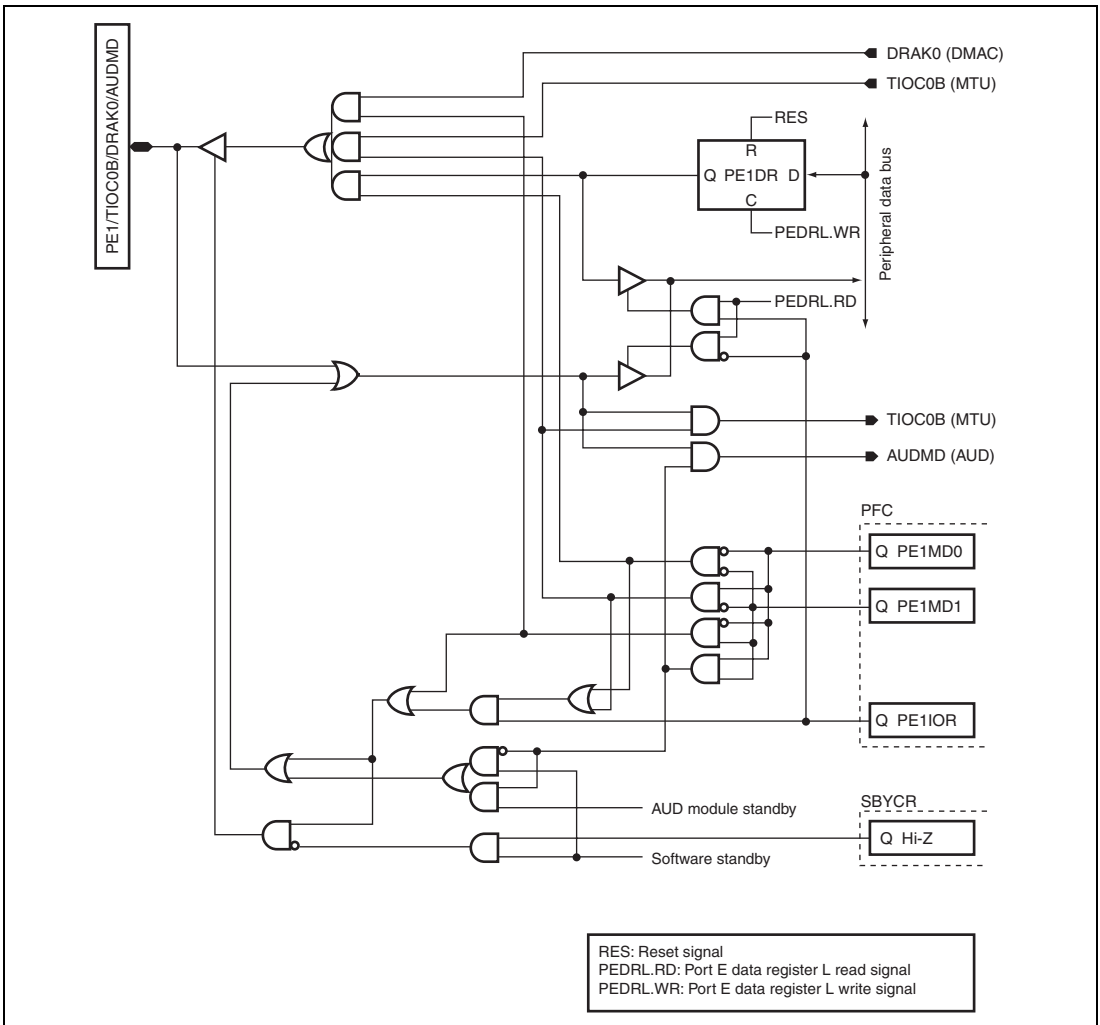 PE1/TIOC0B/DRAK0/AUDMD
DRAK0 (DMAC)
TIOC0B (MTU)
RES
R
Q PE1DR D
C
PEDRL.WR
Peripheral data bus
PEDRL.RD
TIOC0B (MTU)
AUDMD (AUD)
PFC
Q PE1MD0
Q PE1MD1
Q PE1IOR
AUD module standby
SBYCR
Q Hi-Z
Software standby
RES: Reset signal
PEDRL.RD: Port E data register L read signal
PEDRL.WR: Port E data register L write signal